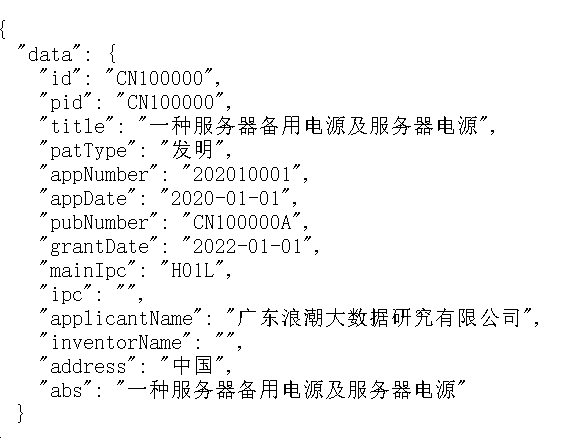 {
  "data": {
    "id": "CN100000",
    "pid": "CN100000",
    "title": "一种服务器备用电源及服务器电源",
    "patType": "发明",
    "appNumber": "202010001",
    "appDate": "2020-01-01",
    "pubNumber": "CN100000A",
    "grantDate": "2022-01-01",
    "mainIpc": "H01L",
    "ipc": "",
    "applicantName": "广东浪潮大数据研究有限公司",
    "inventorName": "",
    "address": "中国",
    "abs": "一种服务器备用电源及服务器电源"
  }